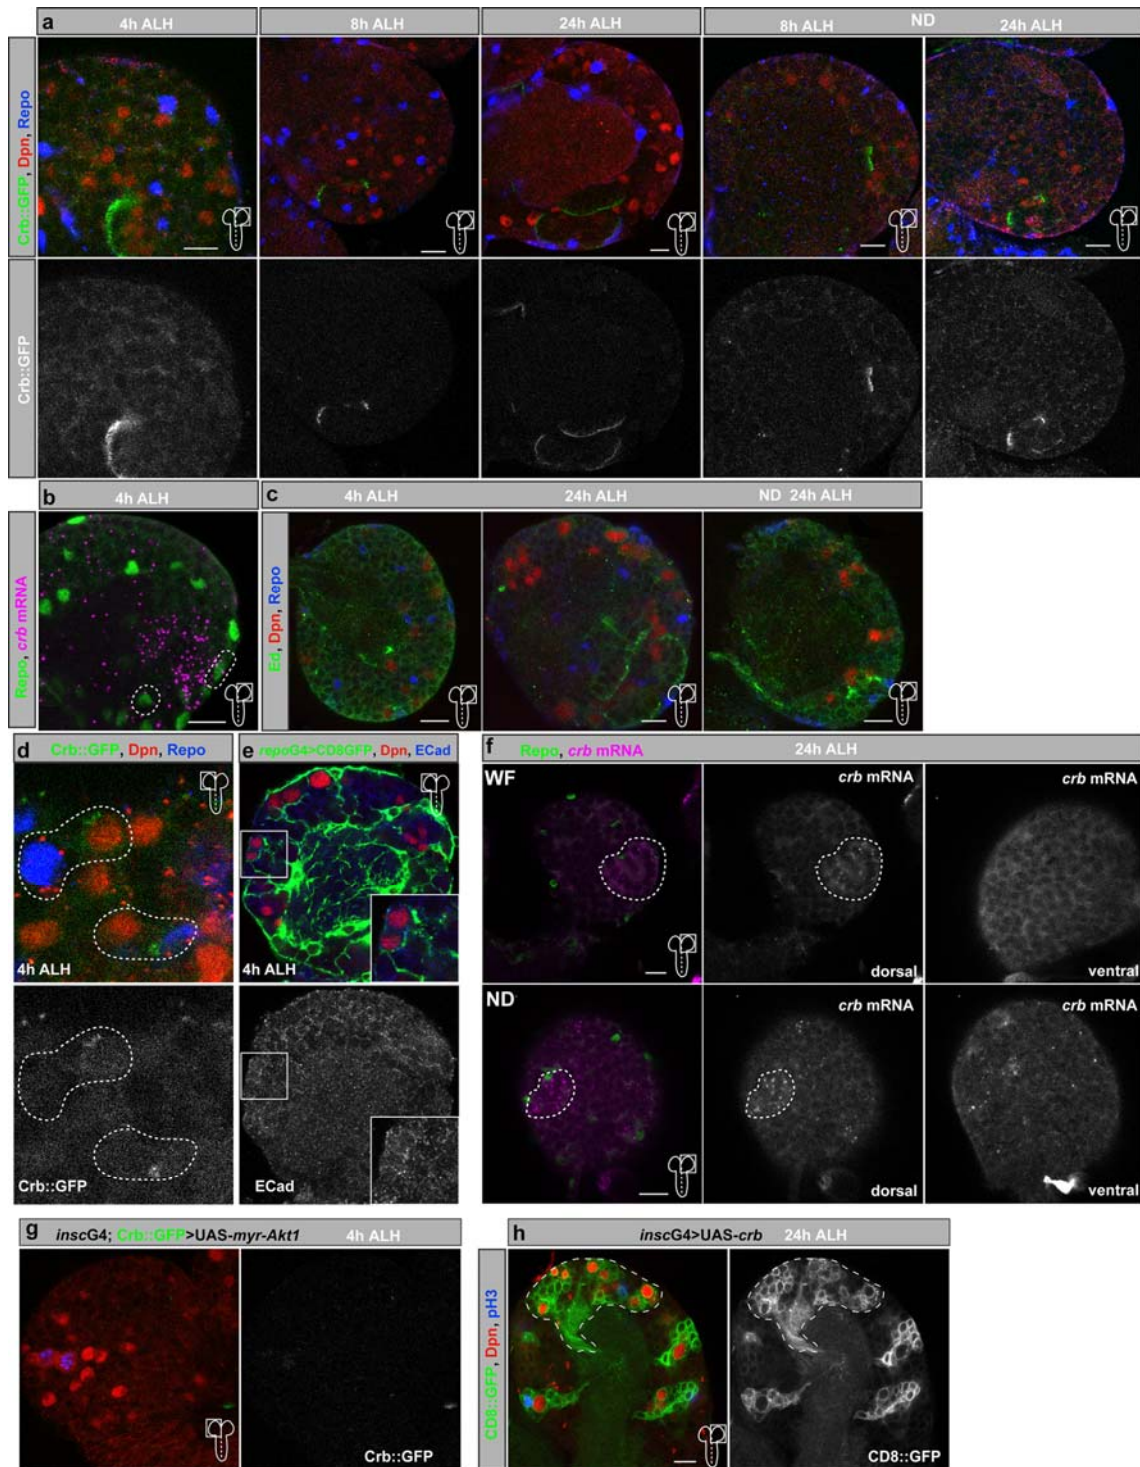 a
4h ALH
8h ALH
24h ALH
ND
8h ALH
24h ALH
Crb::GFP, Dpn, Repo
Crb::GFP
b
4h ALH
c
4h ALH
24h ALH
ND 24h ALH
Repo, crb mRNA
Ed, Dpn, Repo
d
Crb::GFP, Dpn, Repo
4h ALH
Crb::GFP
e
repoG4>CD8GFP, Dpn, ECad
4h ALH
ECad
f
Repo, crb mRNA
24h ALH
WF
crb mRNA
crb mRNA
dorsal
ventral
ND
crb mRNA
crb mRNA
dorsal
ventral
g
inscG4; Crb::GFP>UAS-myr-Akt1
4h ALH
Crb::GFP
h
inscG4>UAS-crb
24h ALH
CD8::GFP, Dpn, pH3
CD8::GFP